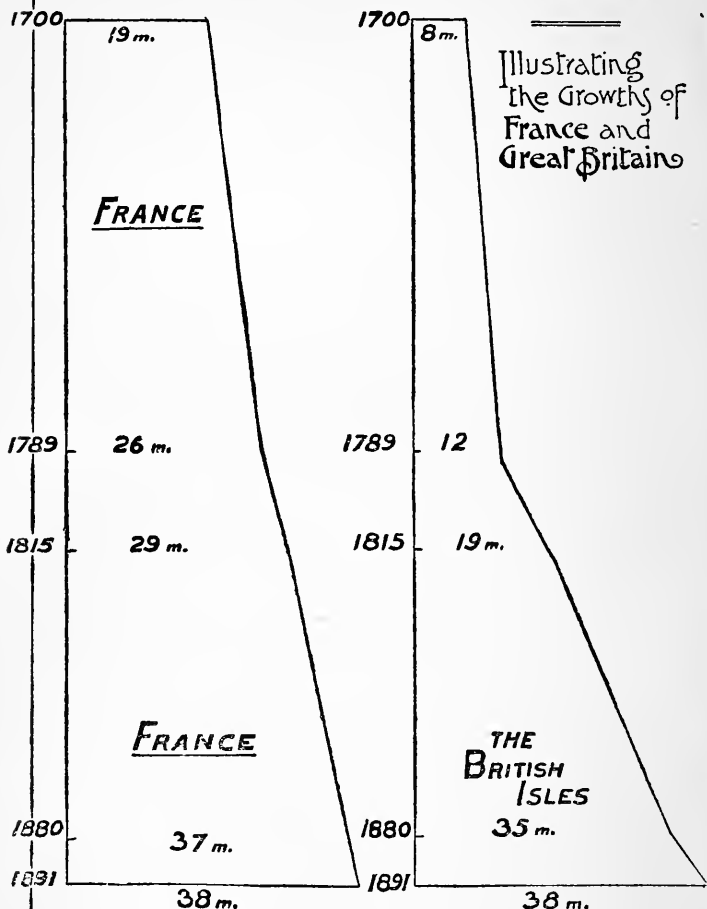 1700
19 m.
FRANCE
1789
26 m.
1815
29 m.
FRANCE
1880
37 m.
1891
38 m.
1700
8 m.
Illustrating
the Growths of
France and
Great Britain
1789
12
1815
19 m.
THE
BRITISH
ISLES
1880
35 m.
1891
38 m.